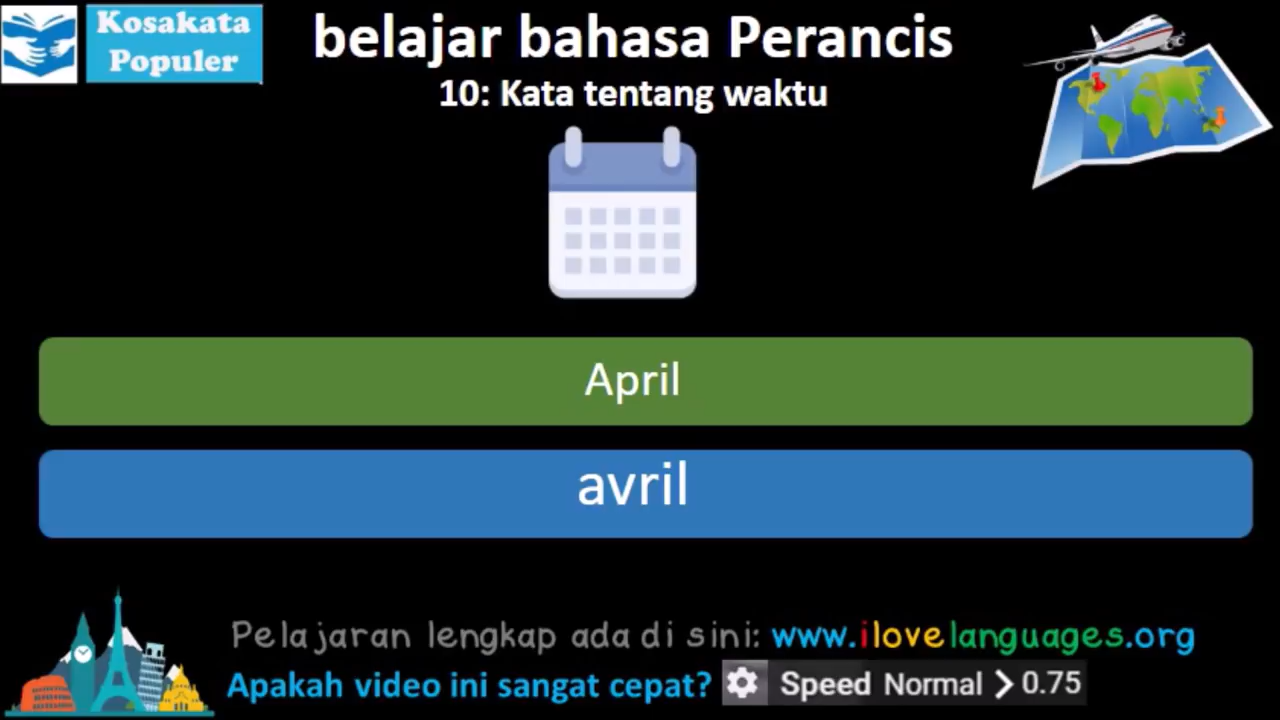 Kosakata
Populer
belajar bahasa Perancis
10: Kata tentang waktu
April
avril
Pelajaran lengkap ada di sini: www.ilovelanguages.org
Apakah video ini sangat cepat? Speed Normal > 0.75